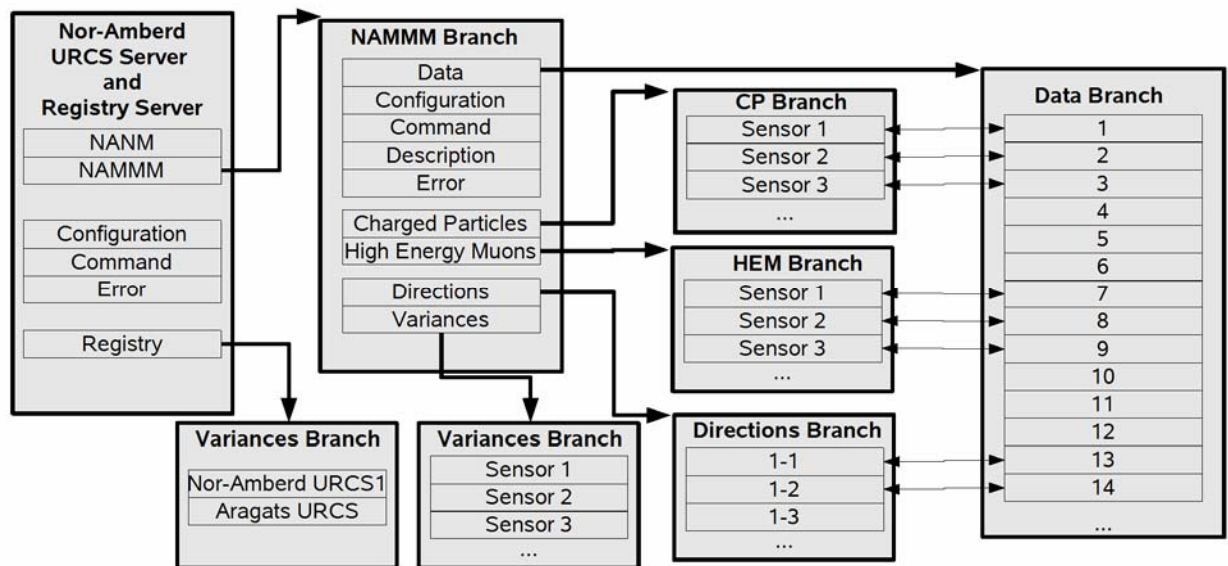 Nor-Amberd
URCS Server
and
Registry Server
NANM
NAMMM
Configuration
Command
Error
Registry
NAMMM Branch
Data
Configuration
Command
Description
Error
Charged Particles
High Energy Muons
Directions
Variances
CP Branch
Sensor 1
Sensor 2
Sensor 3
...
HEM Branch
Sensor 1
Sensor 2
Sensor 3
...
Directions Branch
1-1
1-2
1-3
Data Branch
1
2
3
4
5
6
7
8
9
10
11
12
13
14
...
Variances Branch
Nor-Amberd URCS1
Aragats URCS
Variances Branch
Sensor 1
Sensor 2
Sensor 3
...